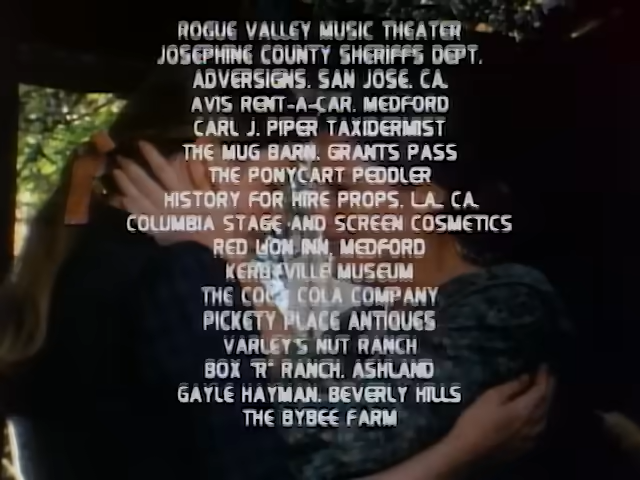 ROGUE VALLEY MUSIC THEATER
JOSEPHINE COUNTY SHERIFFS DEPT.
ADVERSIGNS, SAN JOSE, CA.
AVIS RENT-A-CAR, MEDFORD
CARL J. PIPER TAXIDERMIST
THE MUG BARN, GRANTS PASS
THE PONYCART PEDDLER
HISTORY FOR HIRE PROPS, L.A., CA.
COLUMBIA STAGE AND SCREEN COSMETICS
RED LION INN, MEDFORD
KERBYVILLE MUSEUM
THE COCA COLA COMPANY
PICKETY PLACE ANTIQUES
VARLEY'S NUT RANCH
BOX "R" RANCH, ASHLAND
GAYLE HAYMAN, BEVERLY HILLS
THE BYBEE FARM